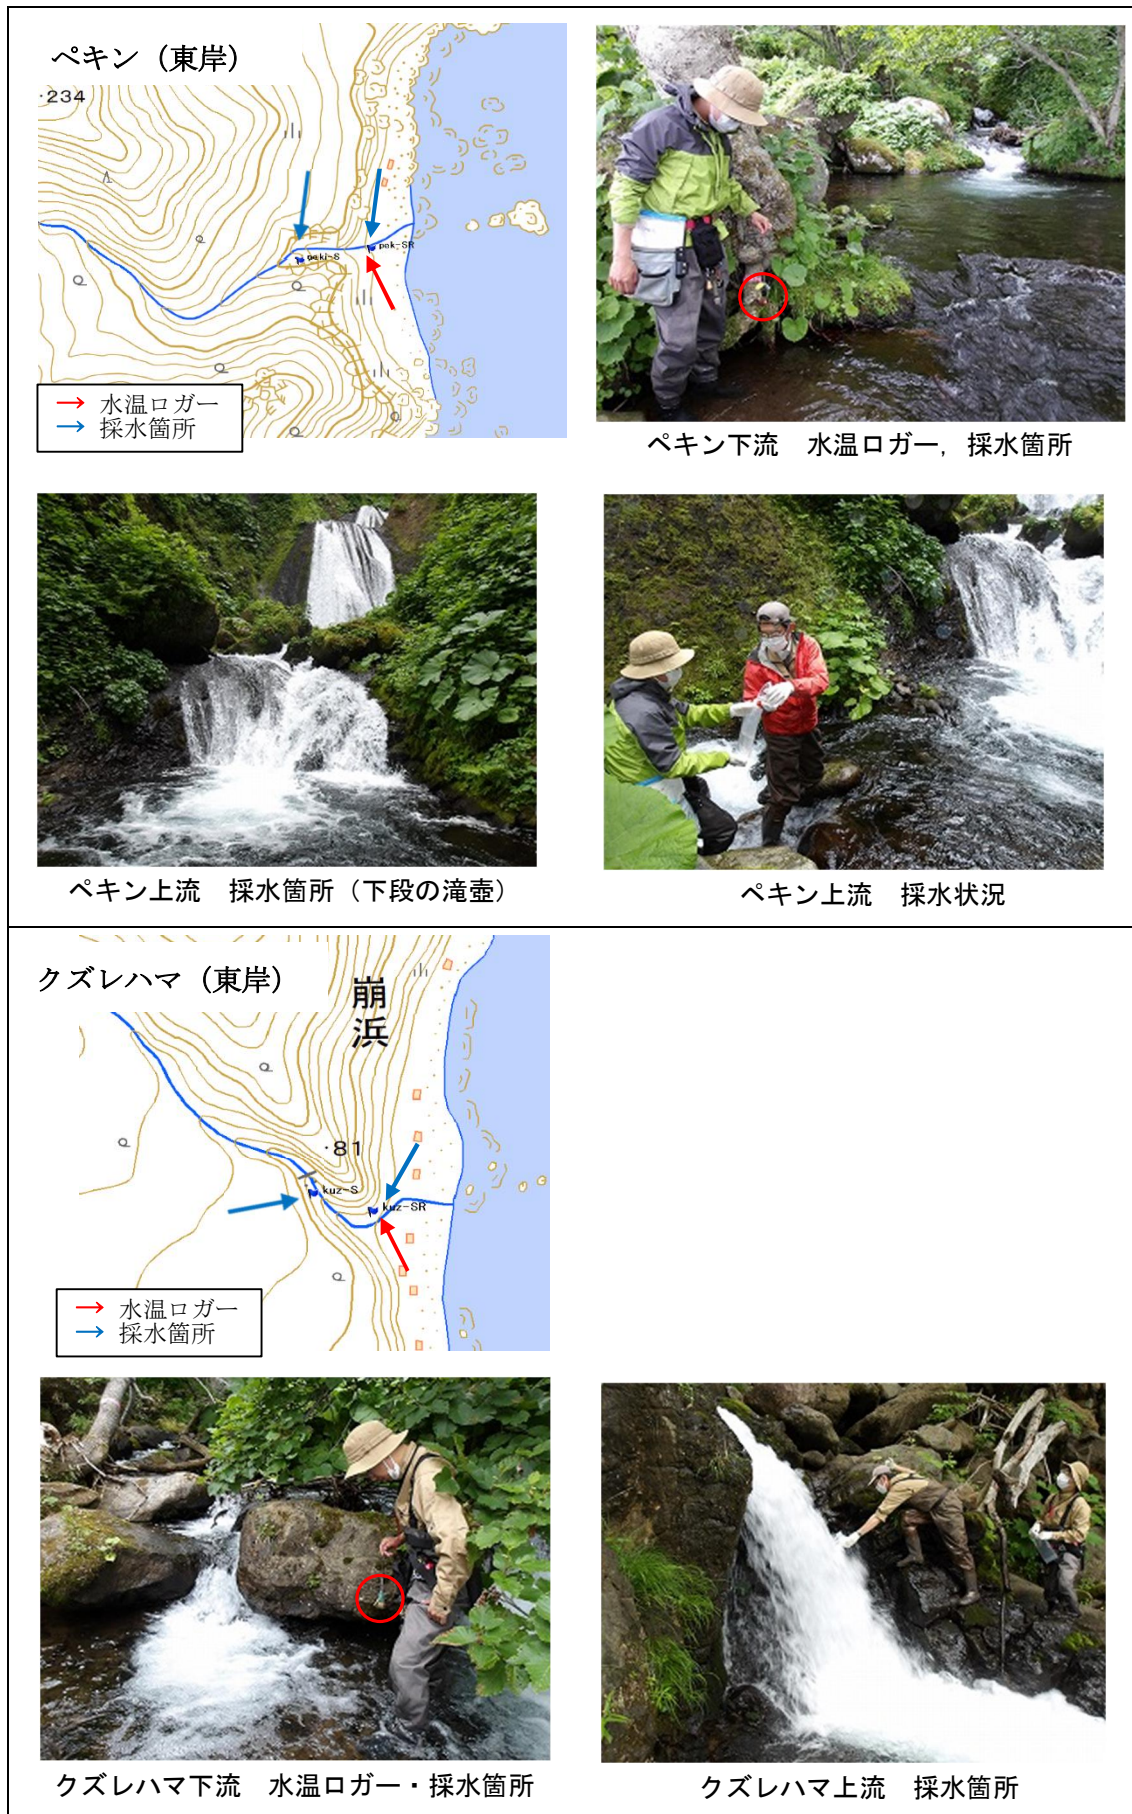 ペキン（東岸）
・234
peki-S
pek-SR
水温ロガー
採水箇所
ペキン下流　水温ロガー，採水箇所
ペキン上流　採水箇所（下段の滝壺）
ペキン上流　採水状況
クズレハマ（東岸）
崩浜
・81
kuz-S
kuz-SR
水温ロガー
採水箇所
クズレハマ下流　水温ロガー・採水箇所
クズレハマ上流　採水箇所